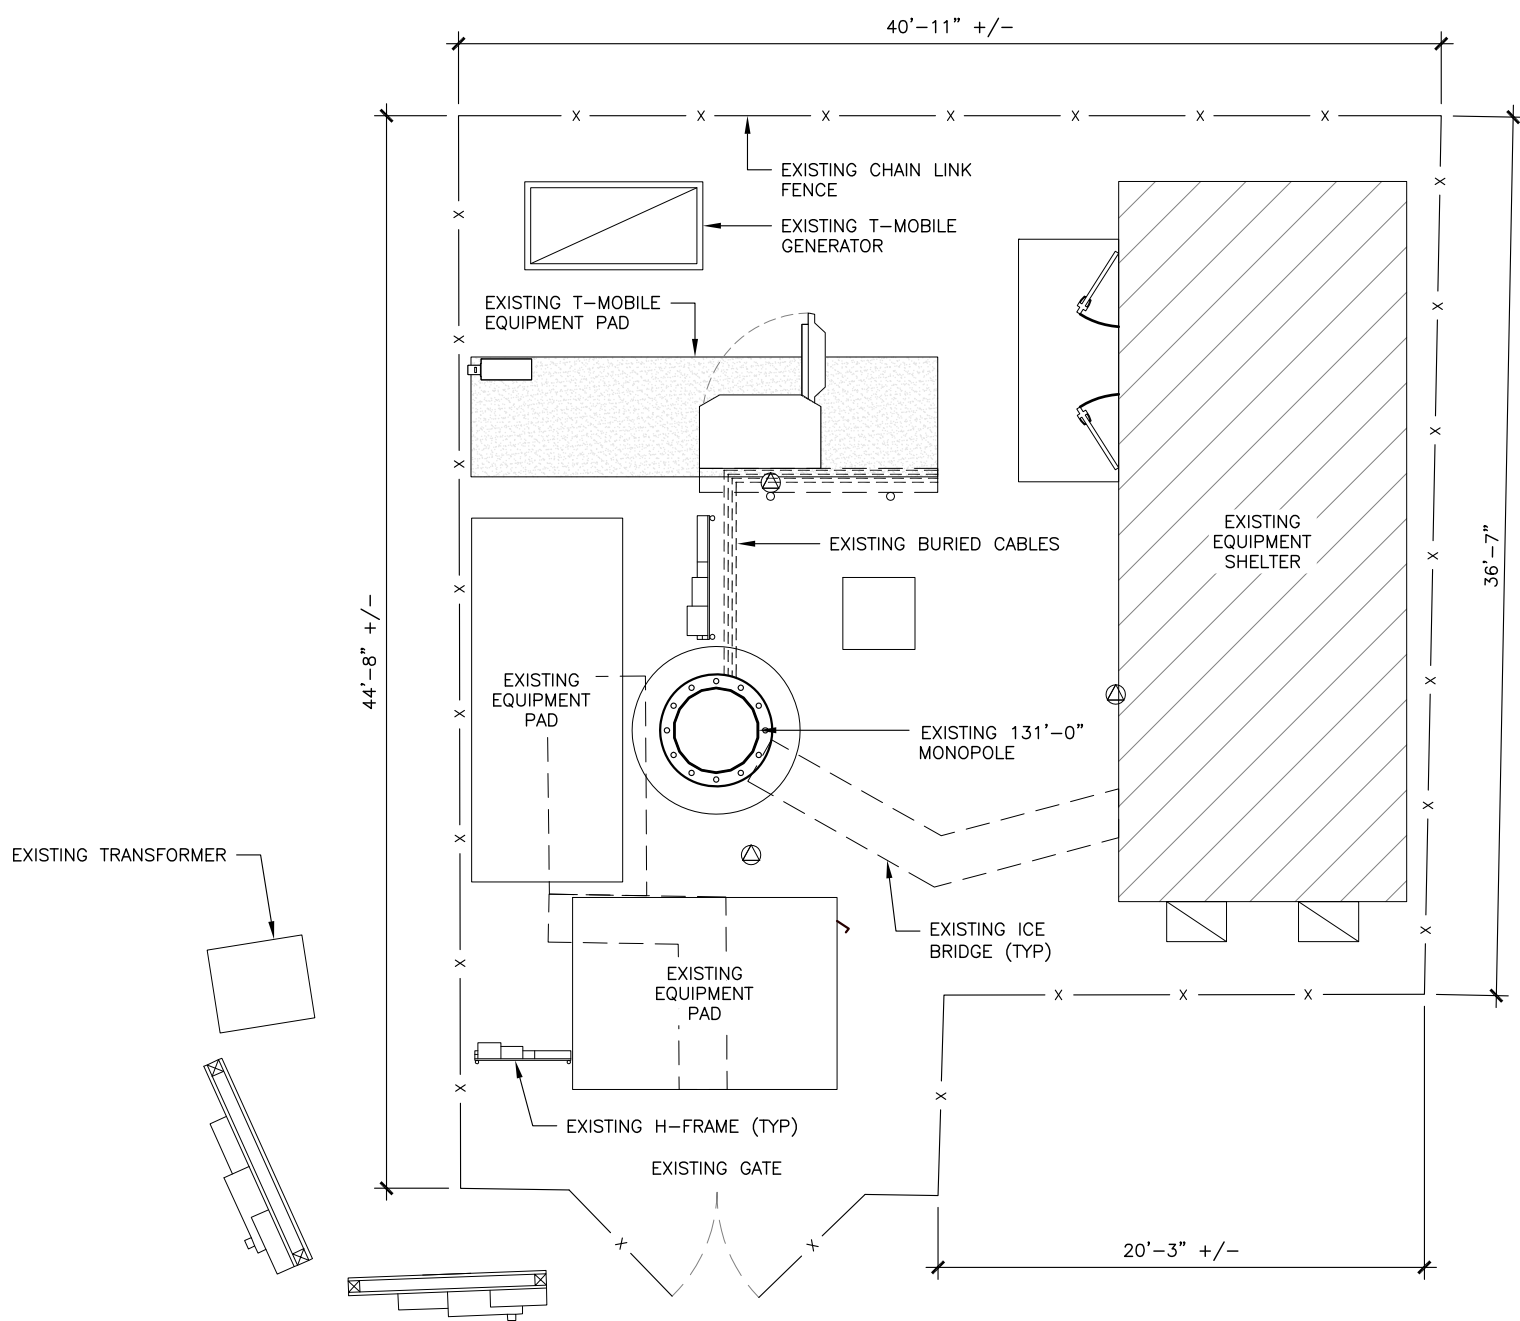 40'-11" +/-
EXISTING CHAIN LINK
FENCE
EXISTING T-MOBILE
GENERATOR
EXISTING T-MOBILE
EQUIPMENT PAD
EXISTING
EQUIPMENT
SHELTER
EXISTING BURIED CABLES
36'-7"
44'-8" +/-
EXISTING
EQUIPMENT
PAD
EXISTING 131'-0"
MONOPOLE
EXISTING TRANSFORMER
EXISTING ICE
BRIDGE (TYP)
EXISTING
EQUIPMENT
PAD
EXISTING H-FRAME (TYP)
EXISTING GATE
20'-3" +/-